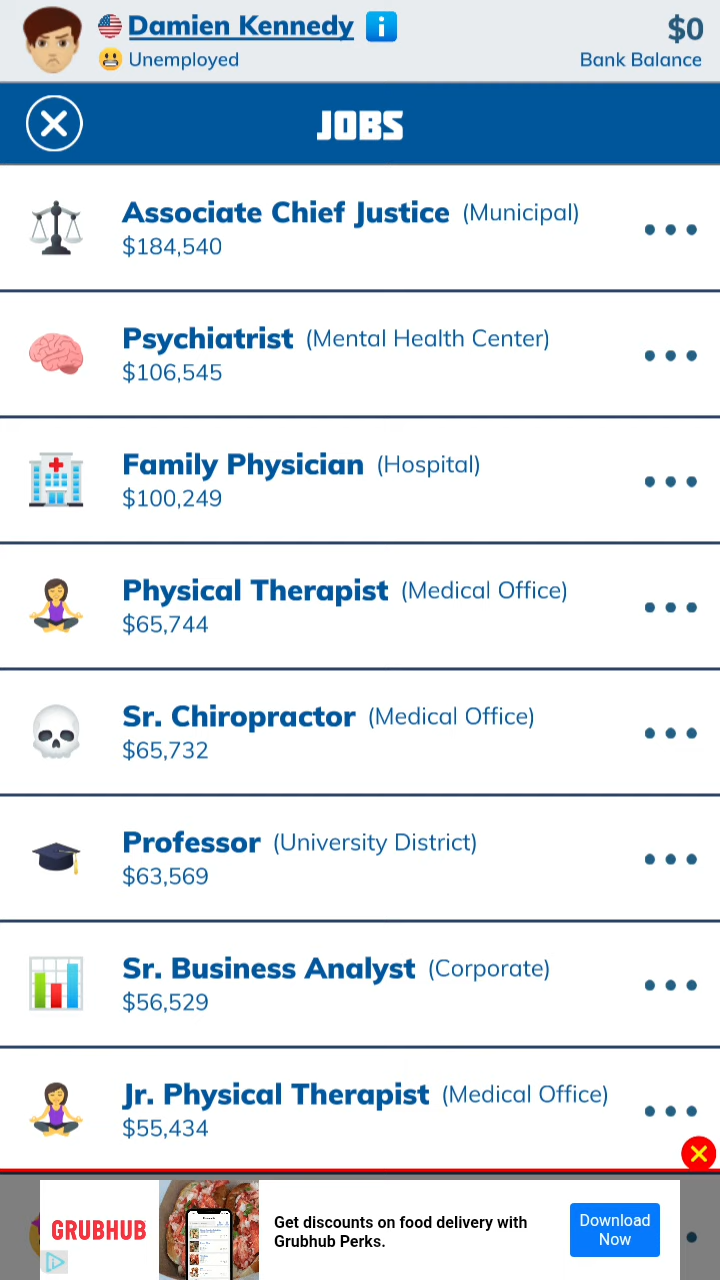 Damien Kennedy i $0
Unemployed Bank Balance
JOBS
Associate Chief Justice (Municipal)
$184,540
Psychiatrist (Mental Health Center)
$106,545
Family Physician (Hospital)
$100,249
Physical Therapist (Medical Office)
$65,744
Sr. Chiropractor (Medical Office)
$65,732
Professor (University District)
$63,569
Sr. Business Analyst (Corporate)
$56,529
Jr. Physical Therapist (Medical Office)
$55,434
GRUBHUB
Get discounts on food delivery with
Grubhub Perks.
Download
Now